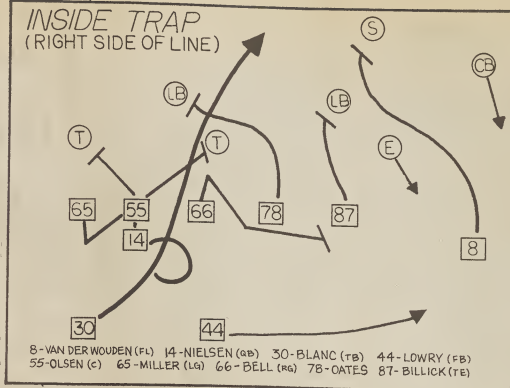 INSIDE TRAP
(RIGHT SIDE OF LINE)
S
CB
LB
LB
T
T
E
65
55
66
78
87
14
8
30
44
8-VAN DER WOUDEN (FL) 14-NIELSEN (QB) 30-BLANC (TB) 44-LOWRY (FB)
55-OLSEN (C) 65-MILLER (LG) 66-BELL (RG) 78-OATES 87-BILLICK (TE)